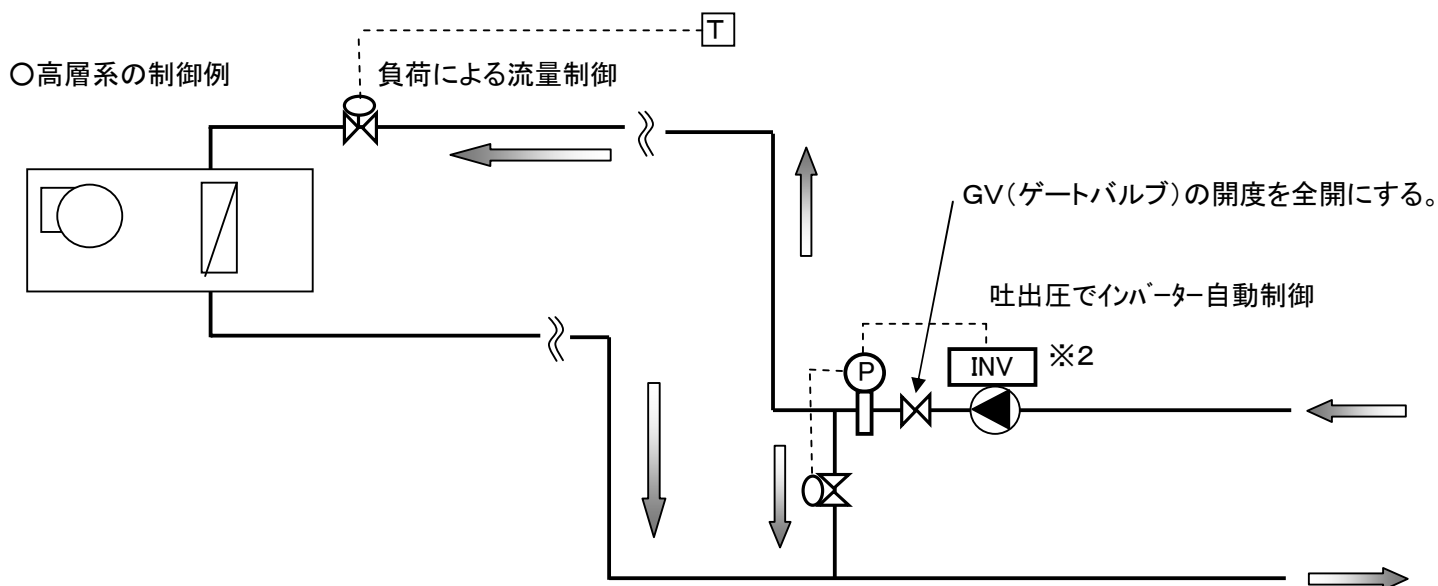 T
○高層系の制御例
負荷による流量制御
GV(ゲートバルブ)の開度を全開にする。
吐出圧でインバーター自動制御
P
INV
※2